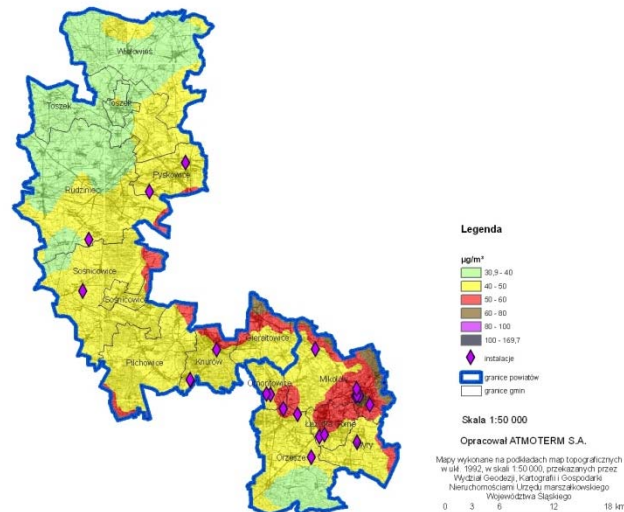 Wielowieś
Toszek
Toszek
Pyskowice
Rudziniec
Sośnicowice
Sośnicowice
Pilchowice
Knurów
Gierałtowice
Ornontowice
Mikołów
Łaziska Górne
Orzesze
Wyry
Legenda
µg/m³
30,9 - 40
40 - 50
50 - 60
60 - 80
80 - 100
100 - 169,7
instalacje
granice powiatów
granice gmin
Skala 1:50 000
Opracował ATMOTERM S.A.
Mapy wykonane na podkładach map topograficznych
w ukł. 1992, w skali 1:50 000, przekazanych przez
Wydział Geodezji, Kartografii i Gospodarki
Nieruchomościami Urzędu marszałkowskiego
Województwa Śląskiego
0 3 6 12 18 km